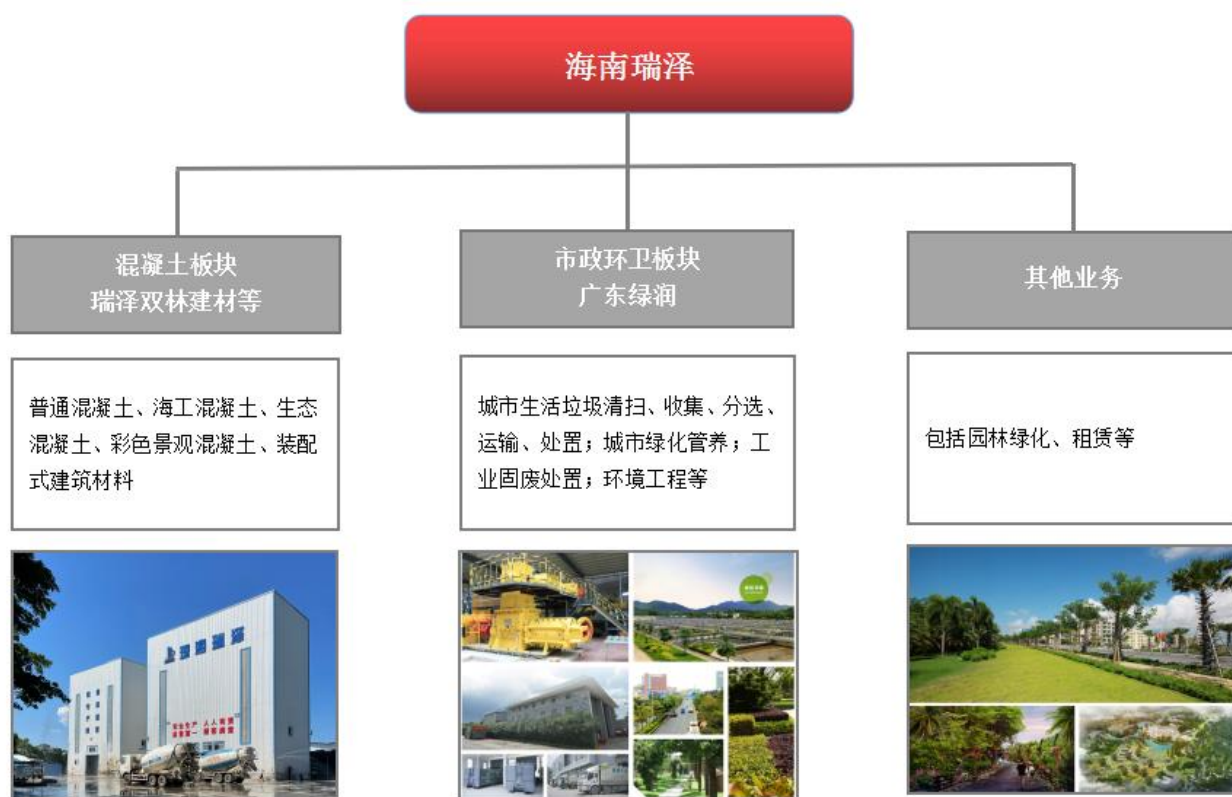 海南瑞泽
混凝土板块
瑞泽双林建材等
市政环卫板块
广东绿润
其他业务
普通混凝土、海工混凝土、生态
混凝土、彩色景观混凝土、装配
式建筑材料
城市生活垃圾清扫、收集、分选、
运输、处置；城市绿化管养；工
业固废处置；环境工程等
包括园林绿化、租赁等